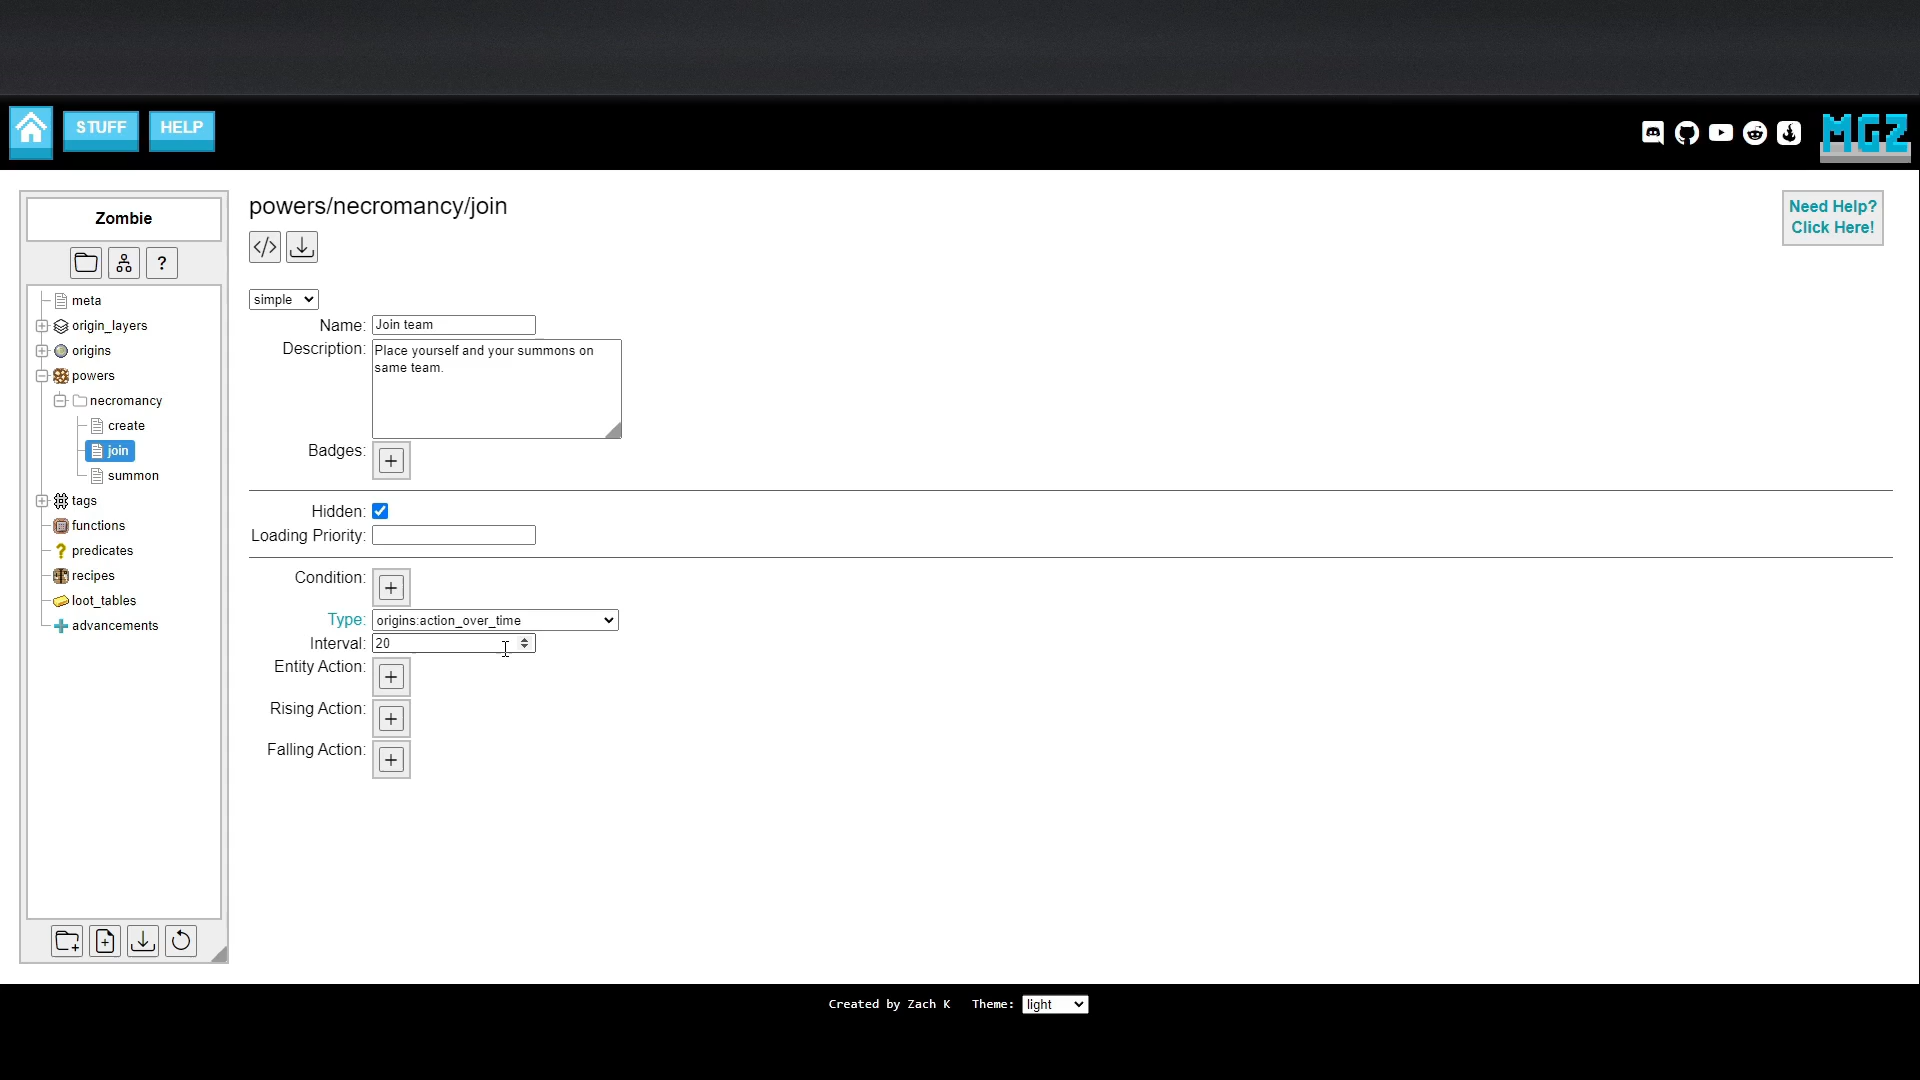 STUFF
HELP
MGZ
Zombie
?
meta
origin_layers
origins
powers
necromancy
create
join
summon
tags
functions
predicates
recipes
loot_tables
advancements
powers/necromancy/join
</>
Need Help?
Click Here!
simple
Name: Join team
Description: Place yourself and your summons on
same team.
Badges: +
Hidden:
Loading Priority:
Condition: +
Type: origins:action_over_time
Interval: 20
Entity Action: +
Rising Action: +
Falling Action: +
Created by Zach K Theme: light